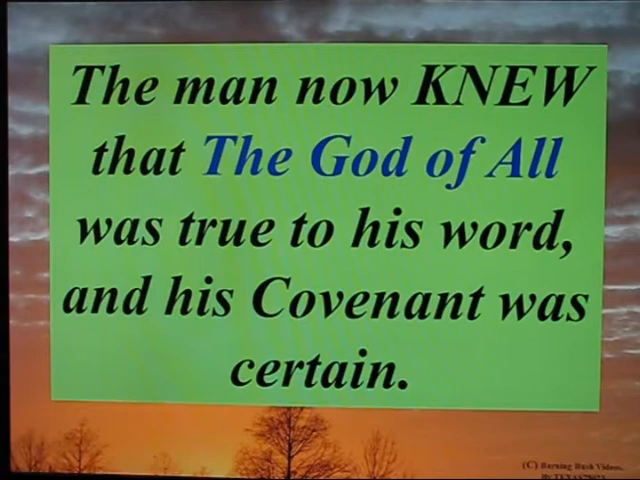 The man now KNEW
that The God of All
was true to his word,
and his Covenant was
certain.
(C) Burning Bush Videos.